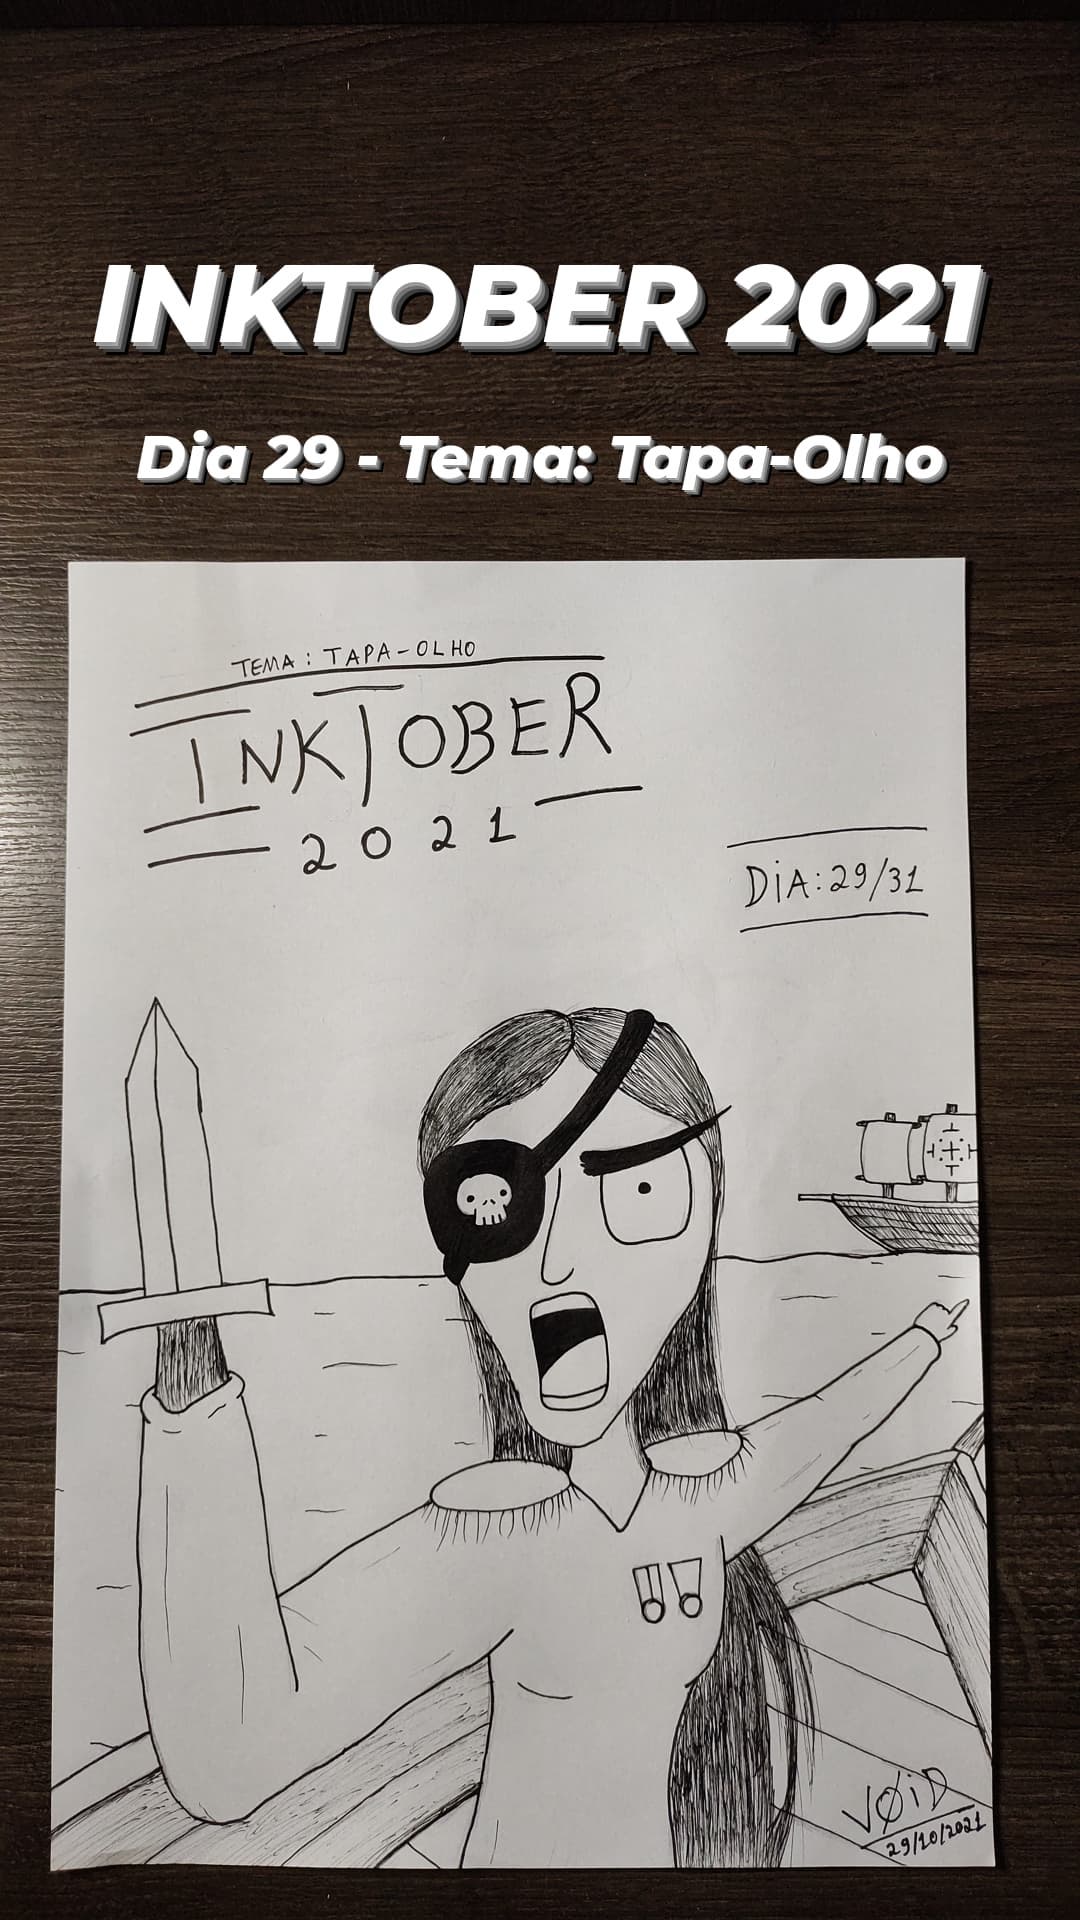 INKTOBER 2021
Dia 29 - Tema: Tapa-Olho
TEMA: TAPA-OLHO
INKTOBER
2021
DiA: 29/31
VØiD
29/10/2021